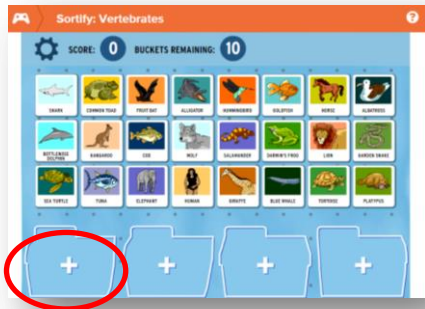 Sortify: Vertebrates
?
SCORE: 0 BUCKETS REMAINING: 10
SHARK COMMON TOAD FRUIT BAT ALLIGATOR HUMMINGBIRD GOLDFISH HORSE ALBATROSS
BOTTLENOSE DOLPHIN KANGAROO COD WOLF SALAMANDER DARWIN'S FROG LION GARDEN SNAKE
SEA TURTLE TUNA ELEPHANT HUMAN GIRAFFE BLUE WHALE TORTOISE PLATYPUS
+ + + +